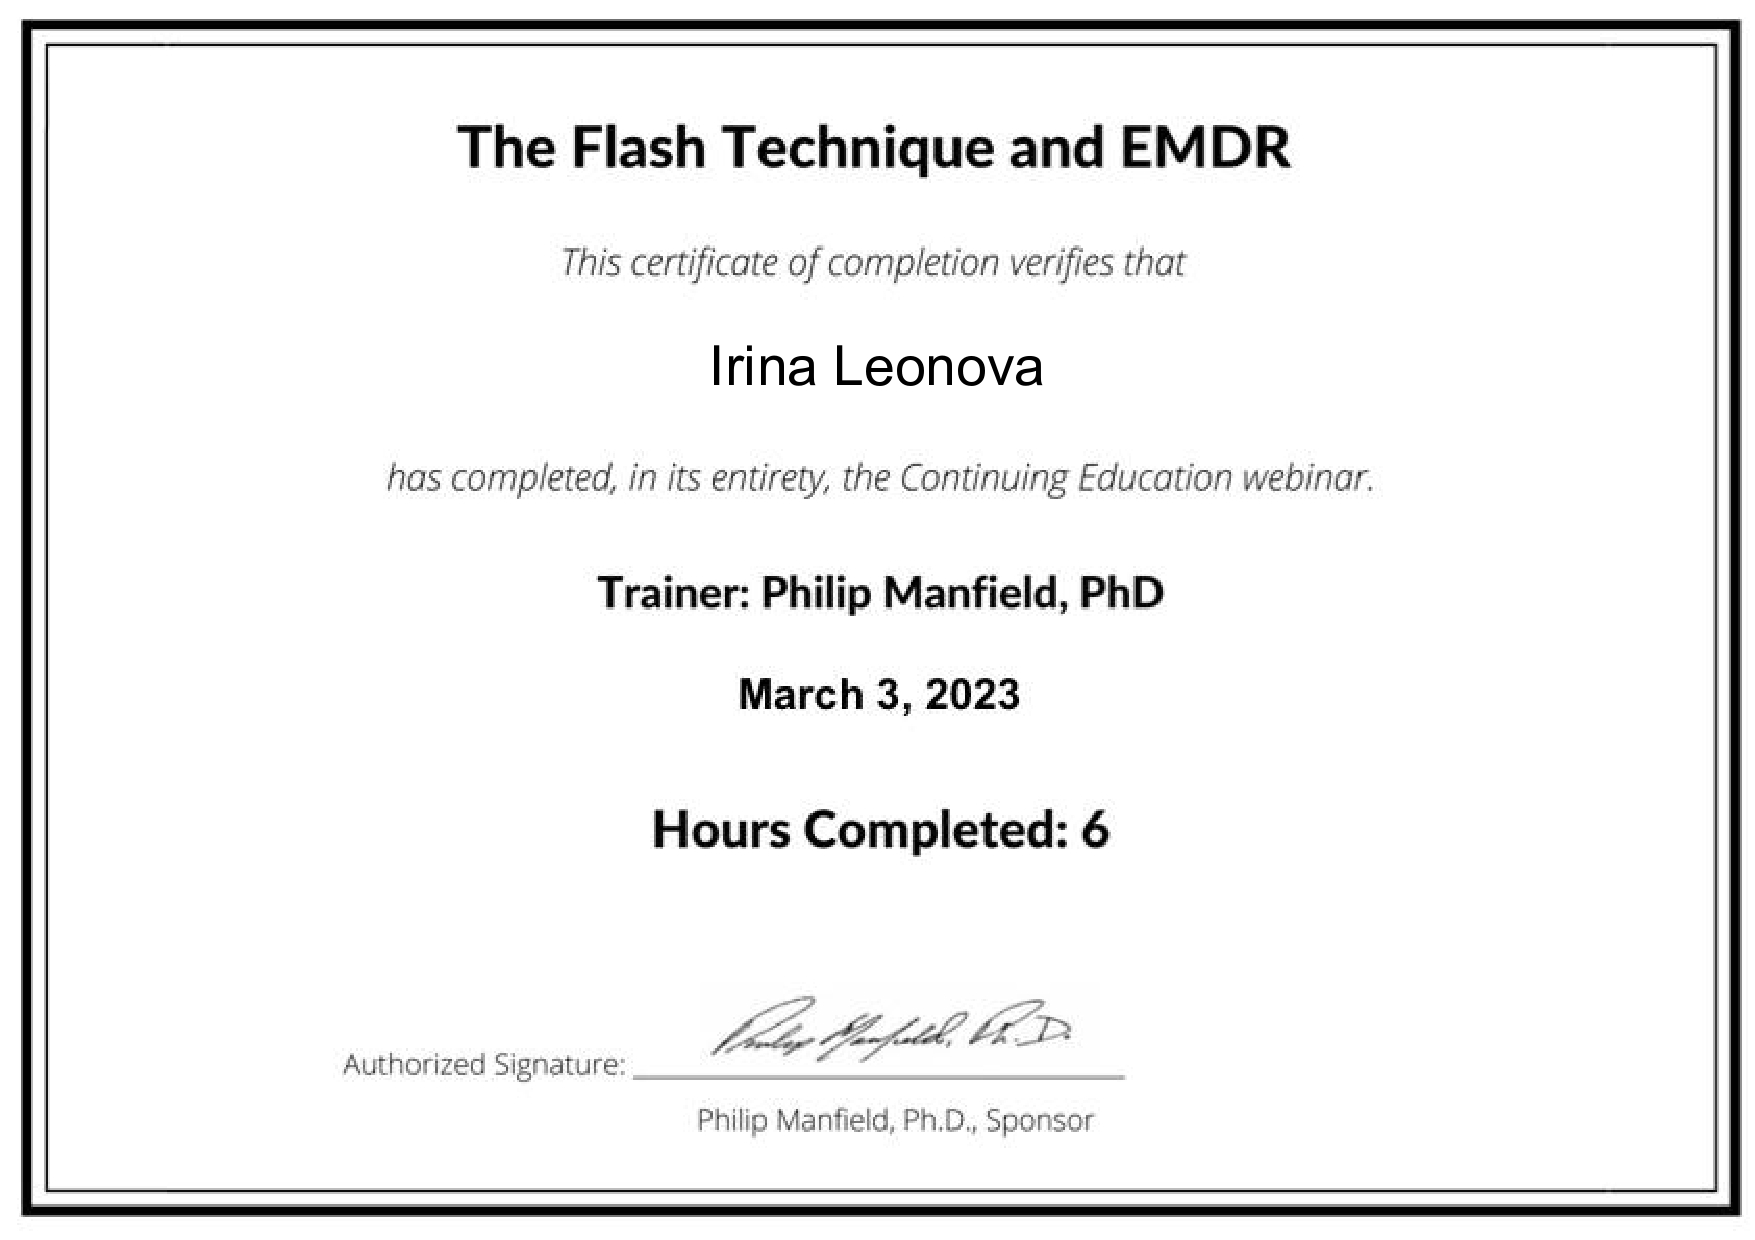 The Flash Technique and EMDR
This certificate of completion verifies that
Irina Leonova
has completed, in its entirety, the Continuing Education webinar.
Trainer: Philip Manfield, PhD
March 3, 2023
Hours Completed: 6
Philip Manfield, Ph.D.
Authorized Signature:
Philip Manfield, Ph.D., Sponsor